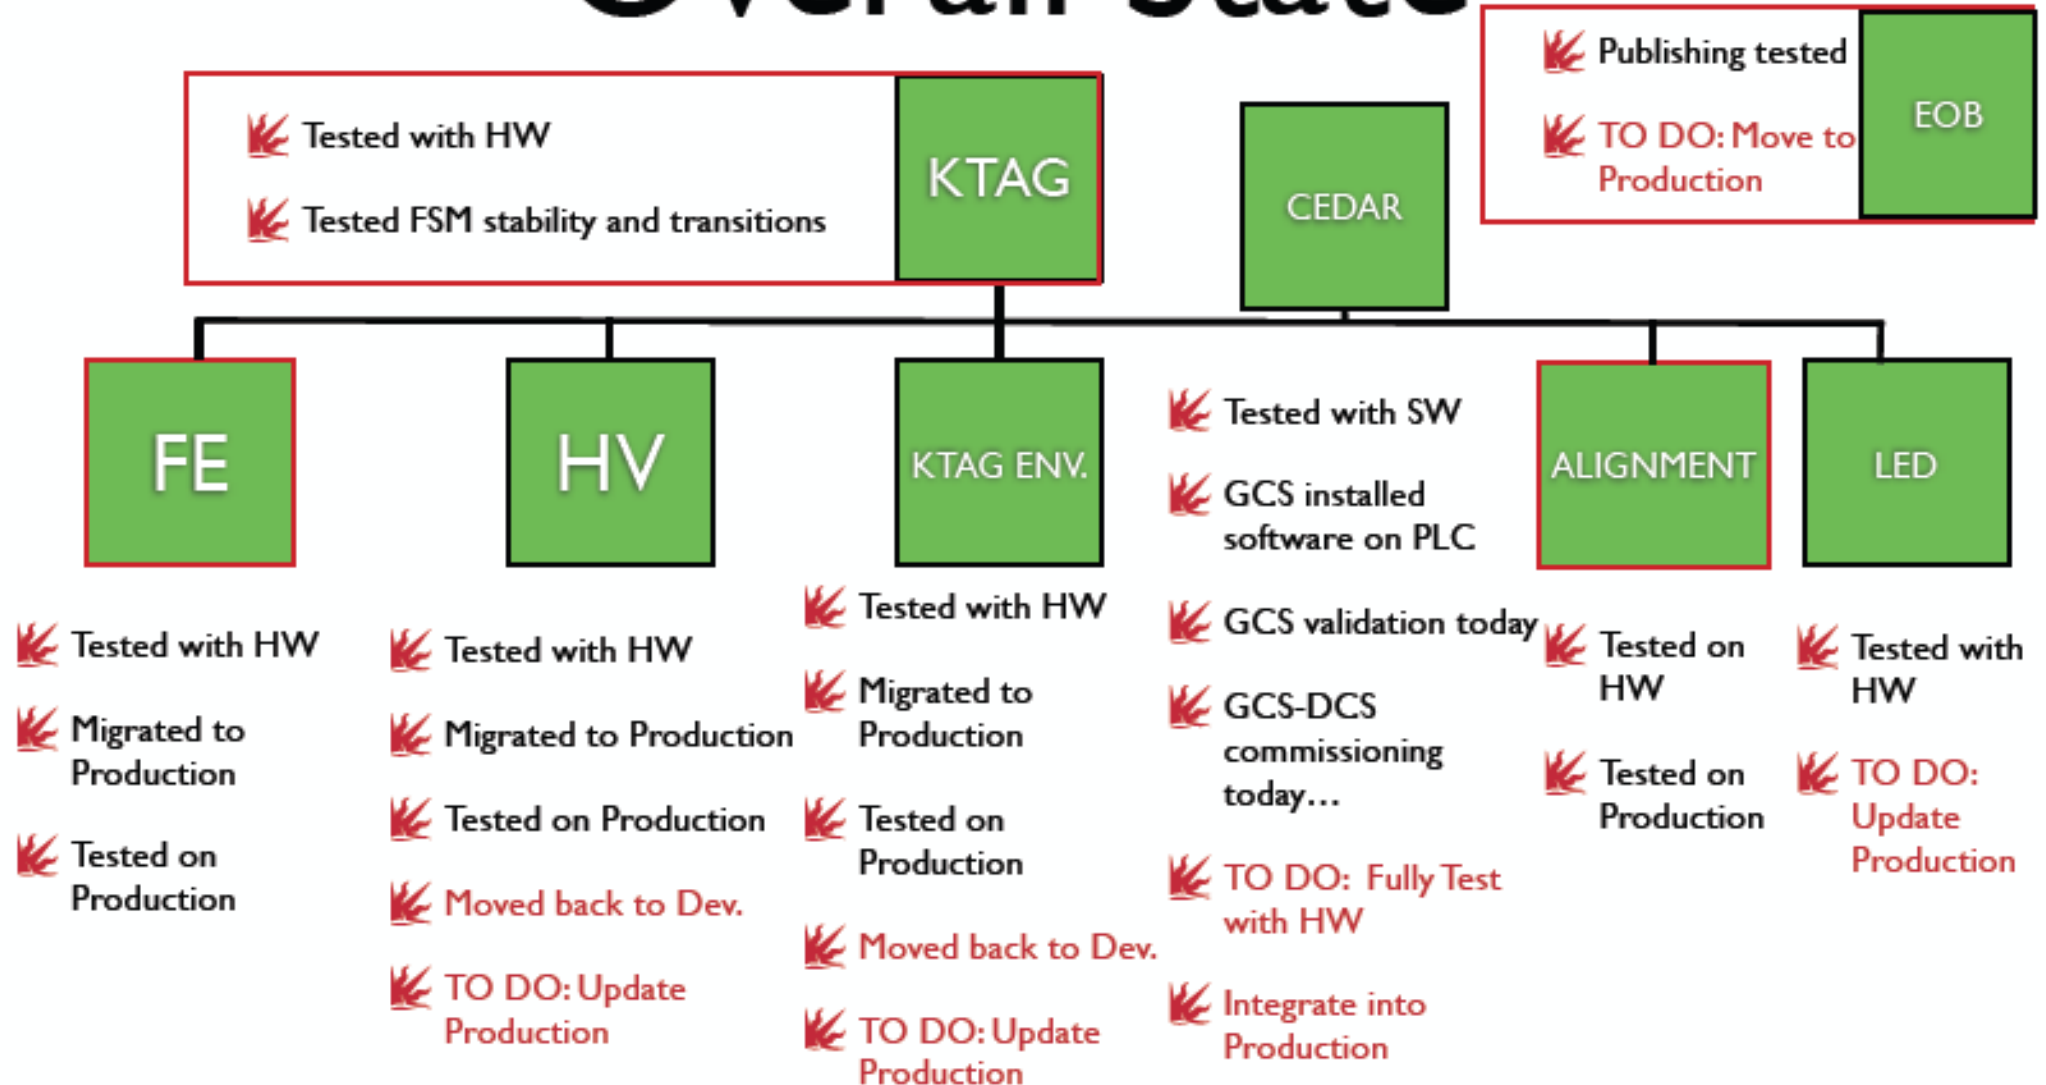 Overall State
Publishing tested
TO DO: Move to
Production
EOB
Tested with HW
Tested FSM stability and transitions
KTAG
CEDAR
FE
HV
KTAG ENV.
ALIGNMENT
LED
Tested with HW
Migrated to
Production
Tested on
Production
Tested with HW
Migrated to Production
Tested on Production
Moved back to Dev.
TO DO: Update
Production
Tested with HW
Migrated to
Production
Tested on
Production
Moved back to Dev.
TO DO: Update
Production
Tested with SW
GCS installed
software on PLC
GCS validation today
GCS-DCS
commissioning
today...
TO DO:  Fully Test
with HW
Integrate into
Production
Tested on
HW
Tested on
Production
Tested with
HW
TO DO:
Update
Production